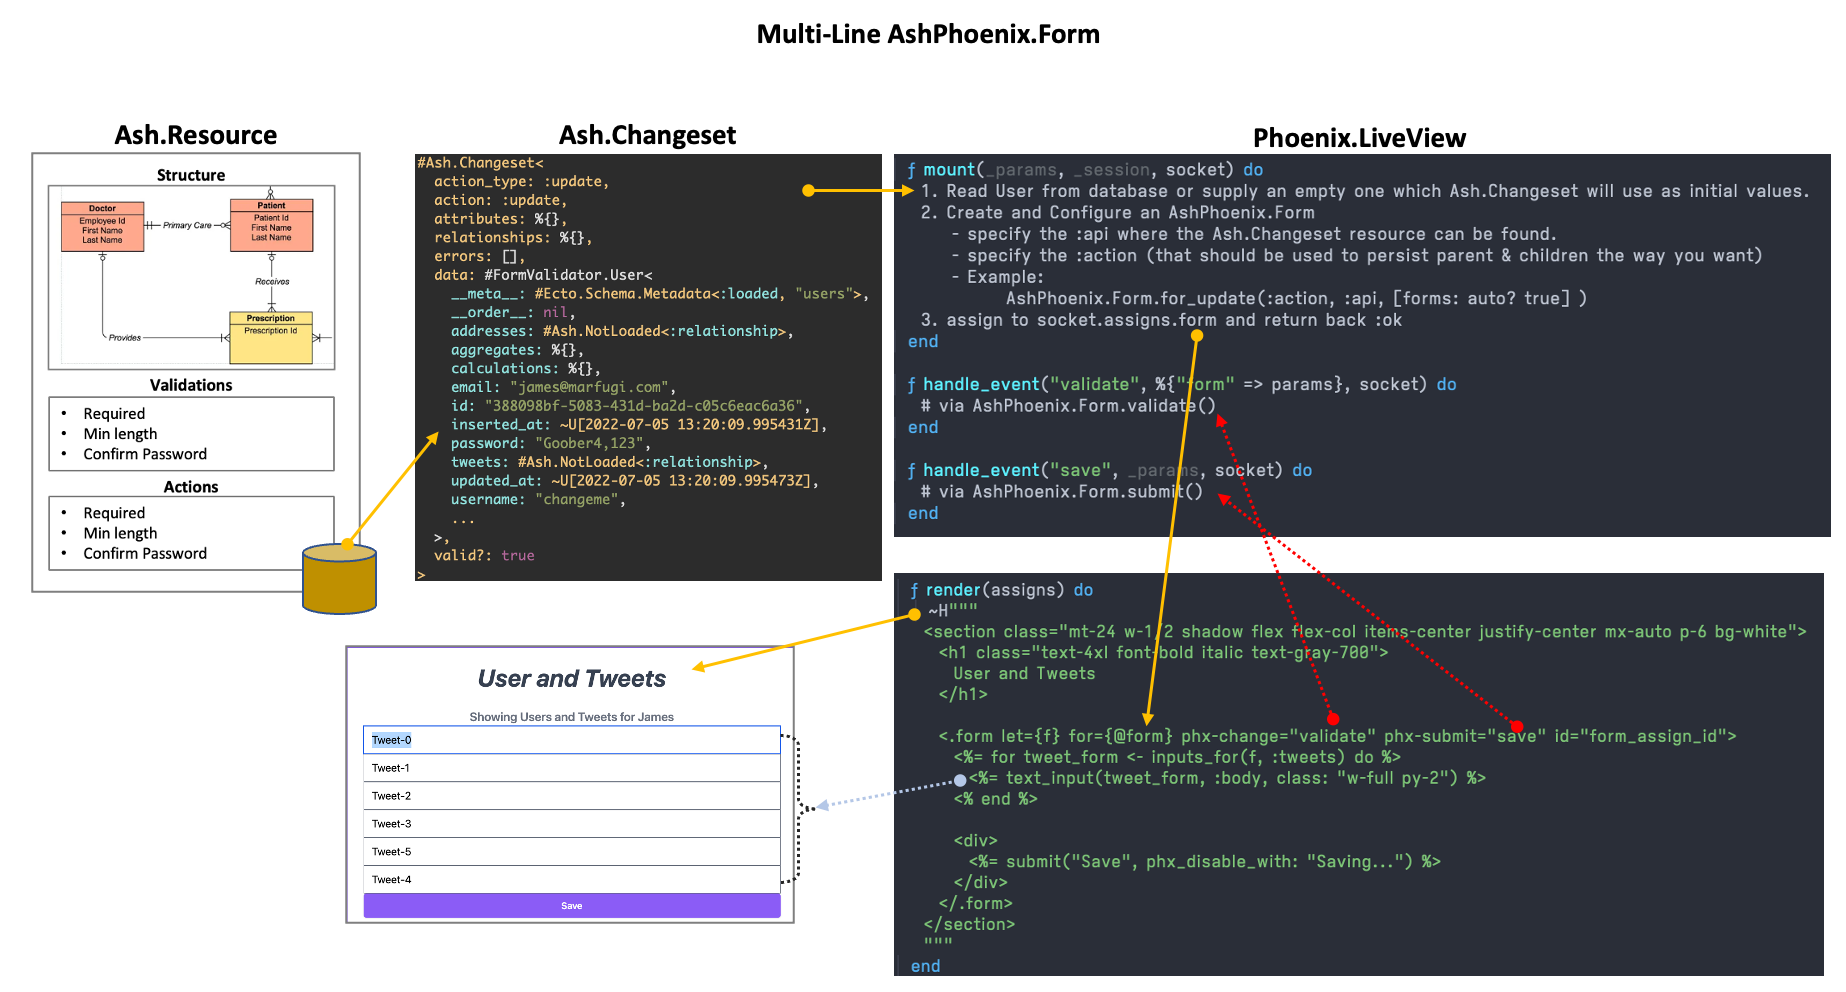 Multi-Line AshPhoenix.Form
Ash.Resource
Structure
Doctor
Employee Id
First Name
Last Name
Primary Care
Patient
Patient Id
First Name
Last Name
Receives
Prescription
Prescription Id
Provides
Validations
• Required
• Min length
• Confirm Password
Actions
• Required
• Min length
• Confirm Password
Ash.Changeset
#Ash.Changeset<
action_type: :update,
action: :update,
attributes: %{},
relationships: %{},
errors: [],
data: #FormValidator.User<
__meta__: #Ecto.Schema.Metadata<:loaded, "users">,
__order__: nil,
addresses: #Ash.NotLoaded<:relationship>,
aggregates: %{},
calculations: %{},
email: "james@marfugi.com",
id: "388098bf-5083-431d-ba2d-c05c6eac6a36",
inserted_at: ~U[2022-07-05 13:20:09.995431Z],
password: "Goober4,123",
tweets: #Ash.NotLoaded<:relationship>,
updated_at: ~U[2022-07-05 13:20:09.995473Z],
username: "changeme",
...
>,
valid?: true
>
Phoenix.LiveView
ƒ mount(_params, _session, socket) do
1. Read User from database or supply an empty one which Ash.Changeset will use as initial values.
2. Create and Configure an AshPhoenix.Form
- specify the :api where the Ash.Changeset resource can be found.
- specify the :action (that should be used to persist parent & children the way you want)
- Example:
AshPhoenix.Form.for_update(:action, :api, [forms: auto? true] )
3. assign to socket.assigns.form and return back :ok
end
ƒ handle_event("validate", %{"form" => params}, socket) do
# via AshPhoenix.Form.validate()
end
ƒ handle_event("save", _params, socket) do
# via AshPhoenix.Form.submit()
end
ƒ render(assigns) do
~H"""
<section class="mt-24 w-1/2 shadow flex flex-col items-center justify-center mx-auto p-6 bg-white">
<h1 class="text-4xl font-bold italic text-gray-700">
User and Tweets
</h1>
<.form let={f} for={@form} phx-change="validate" phx-submit="save" id="form_assign_id">
<%= for tweet_form <- inputs_for(f, :tweets) do %>
<%= text_input(tweet_form, :body, class: "w-full py-2") %>
<% end %>
<div>
<%= submit("Save", phx_disable_with: "Saving...") %>
</div>
</.form>
</section>
"""
end
User and Tweets
Showing Users and Tweets for James
Tweet-0
Tweet-1
Tweet-2
Tweet-3
Tweet-5
Tweet-4
Save